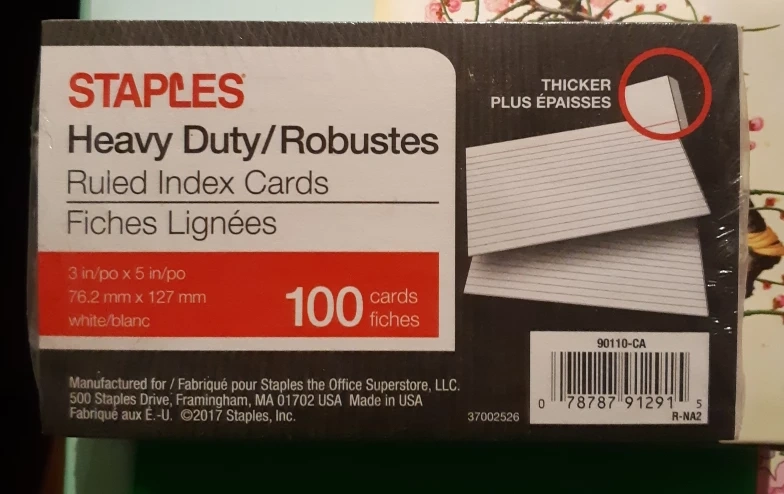 STAPLES
Heavy Duty/Robustes
Ruled Index Cards
Fiches Lignées
3 in/po x 5 in/po
76.2 mm x 127 mm
white/blanc
100 cards
fiches
THICKER
PLUS ÉPAISSES
Manufactured for / Fabriqué pour Staples the Office Superstore, LLC.
500 Staples Drive, Framingham, MA 01702 USA Made in USA
Fabriqué aux É.-U. ©2017 Staples, Inc.
37002526
90110-CA
0 78787 91291 5
R-NA2